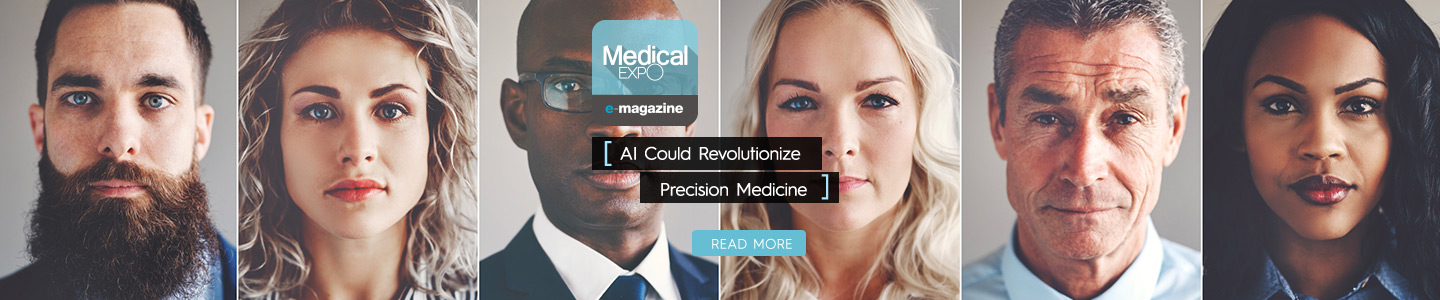 Medical
EXPO
e-magazine
[ AI Could Revolutionize
Precision Medicine ]
READ MORE